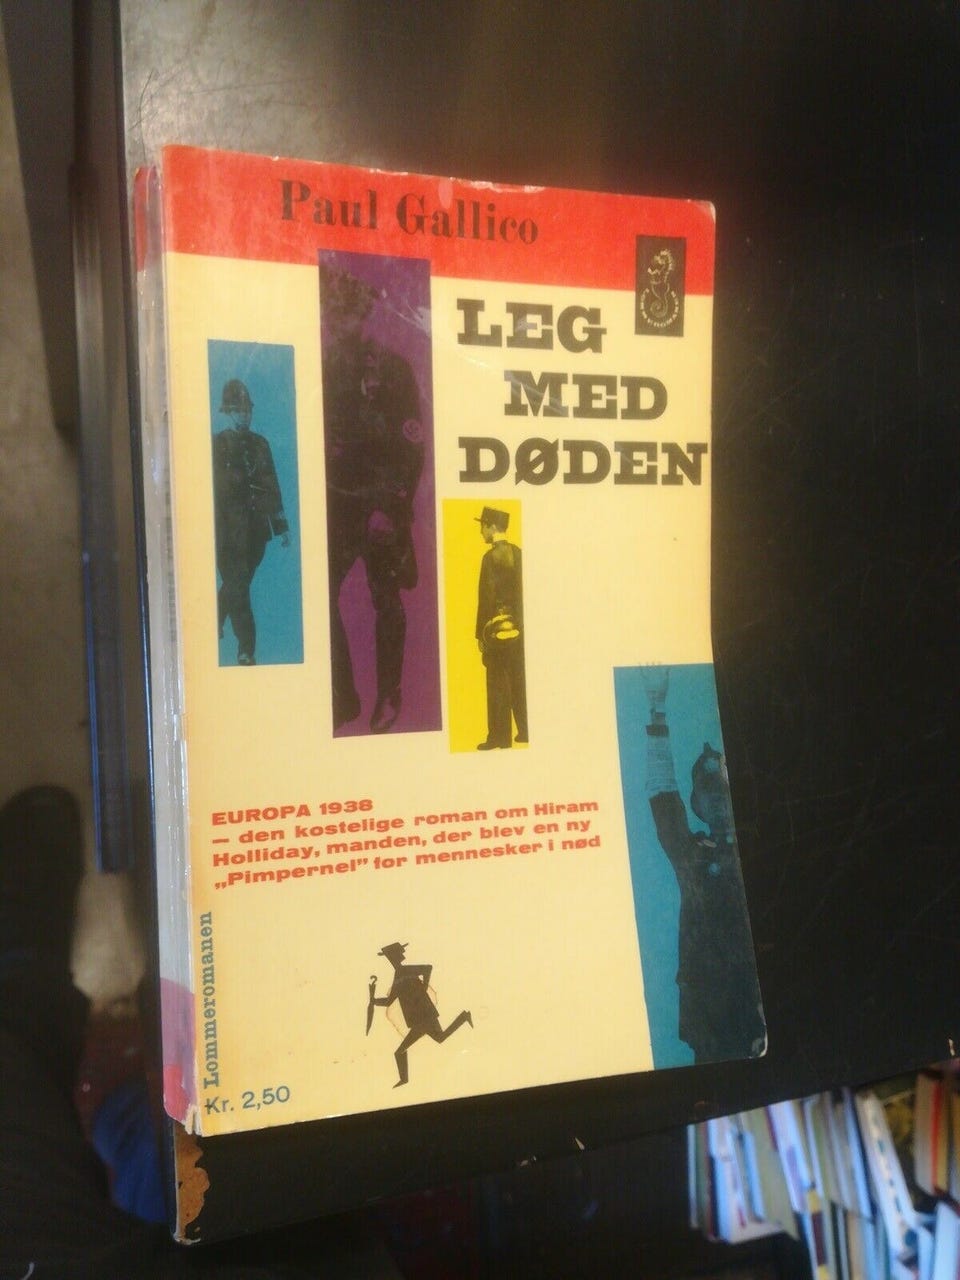 Paul Gallico
LEG
MED
DØDEN
EUROPA 1938
— den kostelige roman om Hiram
Holliday, manden, der blev en ny
„Pimpernel" for mennesker i nød
Lommeromanen
Kr. 2,50